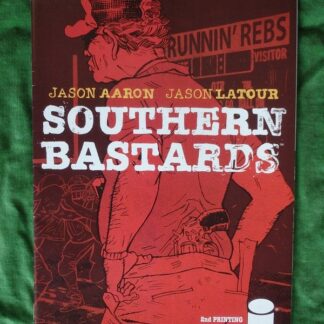 RUNNIN' REBS
VISITOR
JASON AARON JASON LATOUR
SOUTHERN
BASTARDS
2nd PRINTING